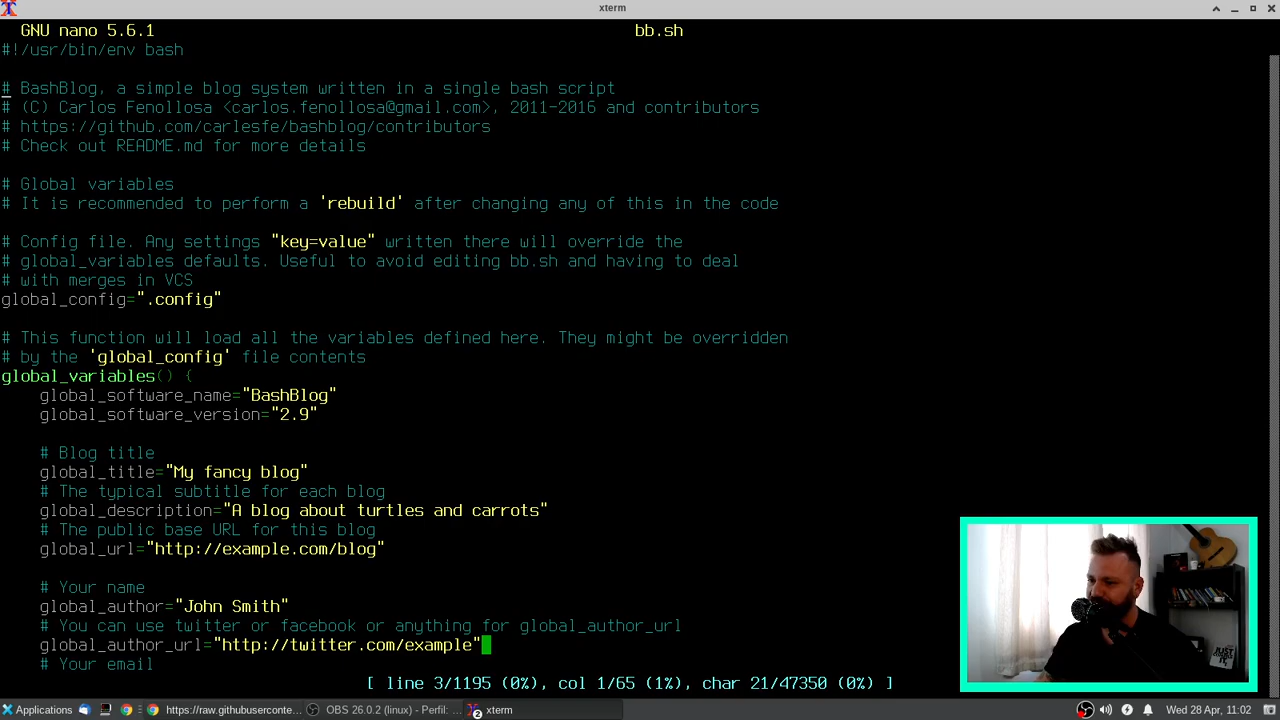 xterm
GNU nano 5.6.1 bb.sh
#!/usr/bin/env bash
# BashBlog, a simple blog system written in a single bash script
# (C) Carlos Fenollosa <carlos.fenollosa@gmail.com>, 2011-2016 and contributors
# https://github.com/carlesfe/bashblog/contributors
# Check out README.md for more details
# Global variables
# It is recommended to perform a 'rebuild' after changing any of this in the code
# Config file. Any settings "key=value" written there will override the
# global_variables defaults. Useful to avoid editing bb.sh and having to deal
# with merges in VCS
global_config=".config"
# This function will load all the variables defined here. They might be overridden
# by the 'global_config' file contents
global_variables() {
global_software_name="BashBlog"
global_software_version="2.9"
# Blog title
global_title="My fancy blog"
# The typical subtitle for each blog
global_description="A blog about turtles and carrots"
# The public base URL for this blog
global_url="http://example.com/blog"
# Your name
global_author="John Smith"
# You can use twitter or facebook or anything for global_author_url
global_author_url="http://twitter.com/example"
# Your email
[ line 3/1195 (0%), col 1/65 (1%), char 21/47350 (0%) ]
Applications https://raw.githubuserconte... OBS 26.0.2 (linux) - Perfil: ... 2 xterm Wed 28 Apr, 11:02